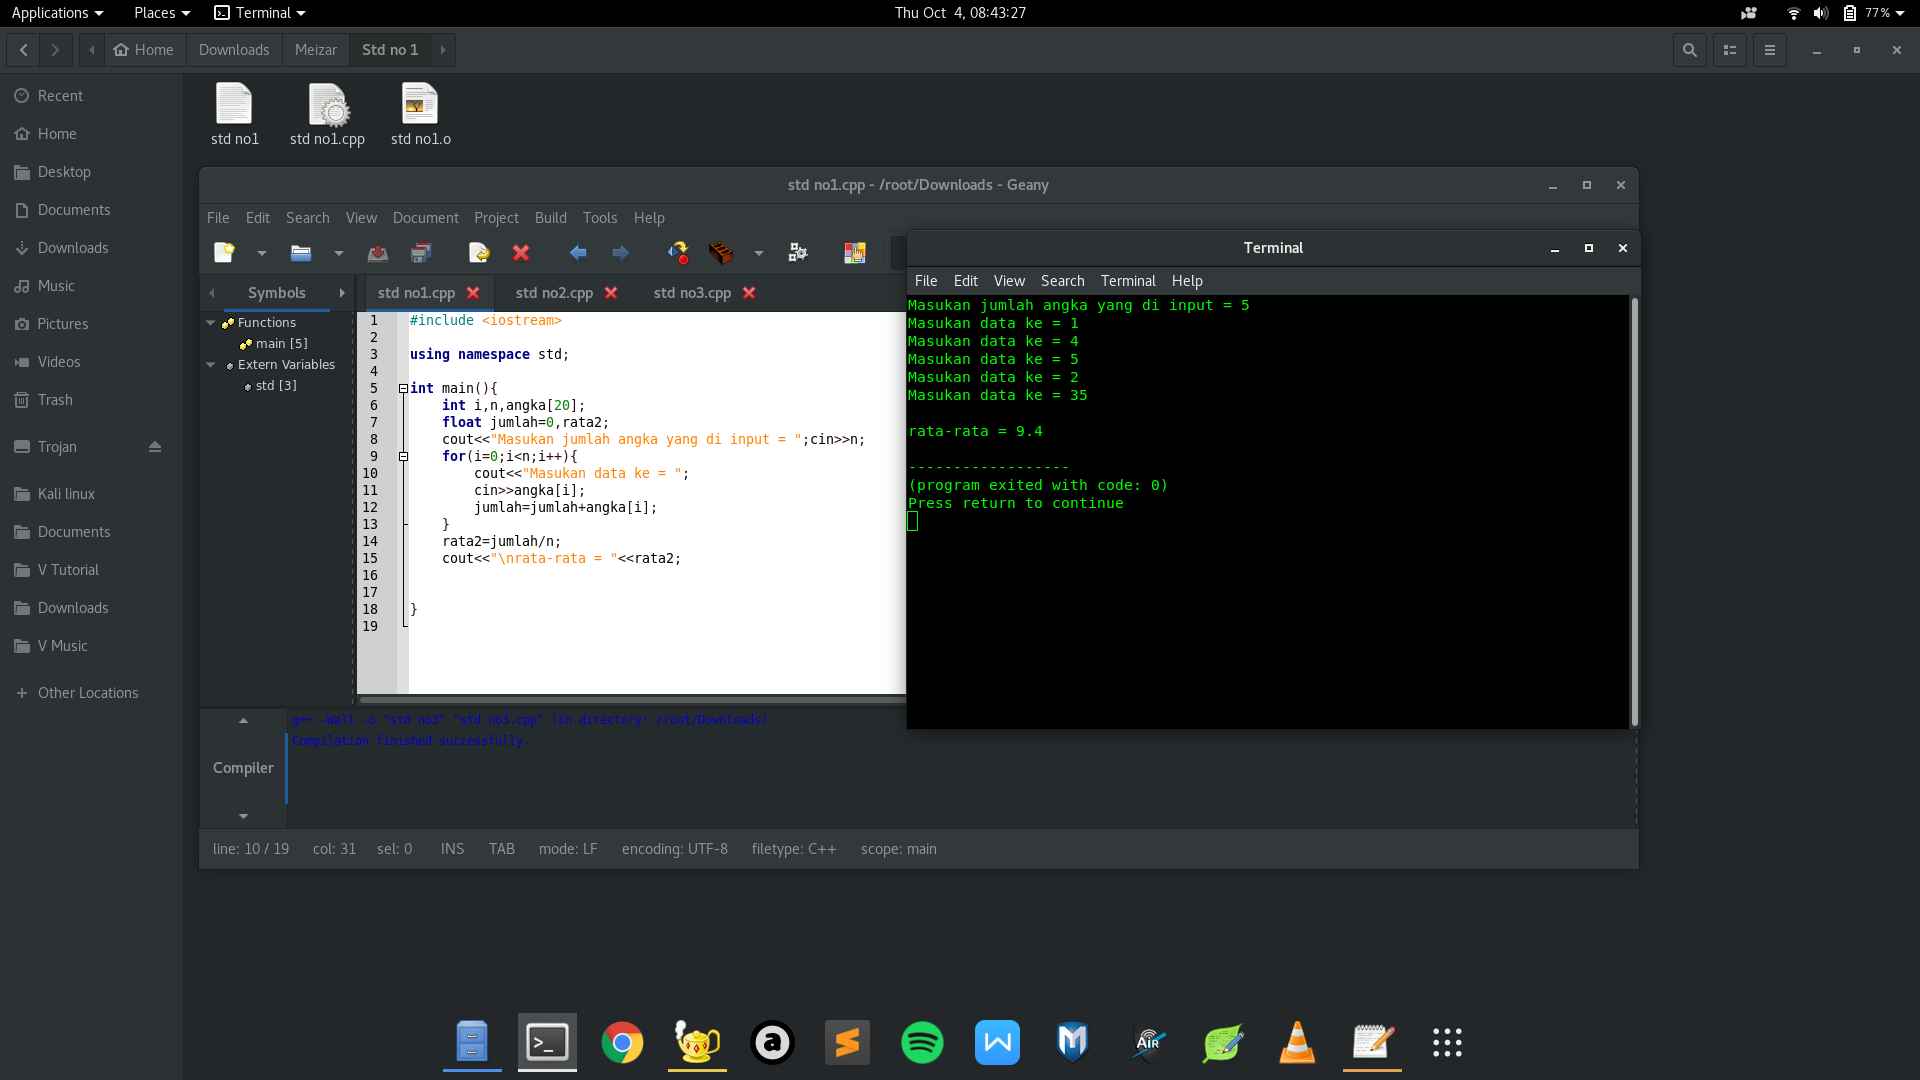 Applications Places Terminal Thu Oct 4, 08:43:27 77%
Home Downloads Meizar Std no 1
Recent
Home
Desktop
Documents
Downloads
Music
Pictures
Videos
Trash
Trojan
Kali linux
Documents
V Tutorial
Downloads
V Music
Other Locations
std no1 std no1.cpp std no1.o
std no1.cpp - /root/Downloads - Geany
File Edit Search View Document Project Build Tools Help
Symbols std no1.cpp std no2.cpp std no3.cpp
Functions
main [5]
Extern Variables
std [3]
1 #include <iostream>
2
3 using namespace std;
4
5 int main(){
6 int i,n,angka[20];
7 float jumlah=0,rata2;
8 cout<<"Masukan jumlah angka yang di input = ";cin>>n;
9 for(i=0;i<n;i++){
10 cout<<"Masukan data ke = ";
11 cin>>angka[i];
12 jumlah=jumlah+angka[i];
13 }
14 rata2=jumlah/n;
15 cout<<"\nrata-rata = "<<rata2;
16
17
18 }
19
Compiler
g++ -Wall -o "std no3" "std no3.cpp" (in directory: /root/Downloads)
Compilation finished successfully.
line: 10 / 19 col: 31 sel: 0 INS TAB mode: LF encoding: UTF-8 filetype: C++ scope: main
Terminal
File Edit View Search Terminal Help
Masukan jumlah angka yang di input = 5
Masukan data ke = 1
Masukan data ke = 4
Masukan data ke = 5
Masukan data ke = 2
Masukan data ke = 35
rata-rata = 9.4
------------------
(program exited with code: 0)
Press return to continue
>_ a W M AIR